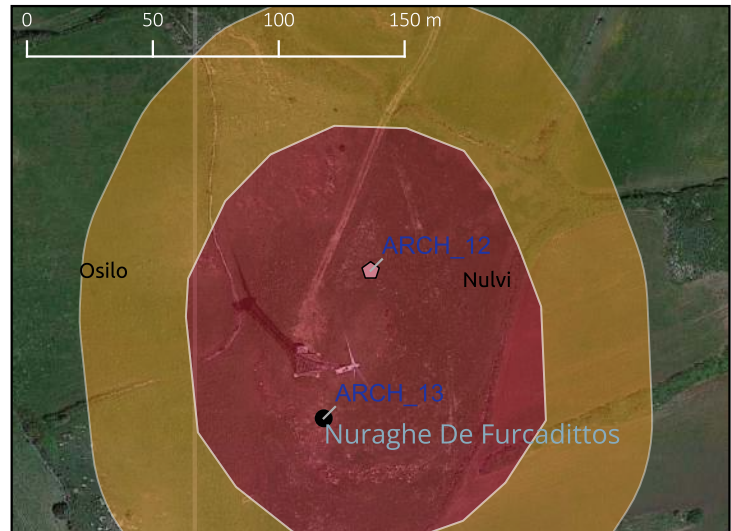 0 50 100 150 m
ARCH_12
Osilo
Nulvi
ARCH_13
Nuraghe De Furcadittos